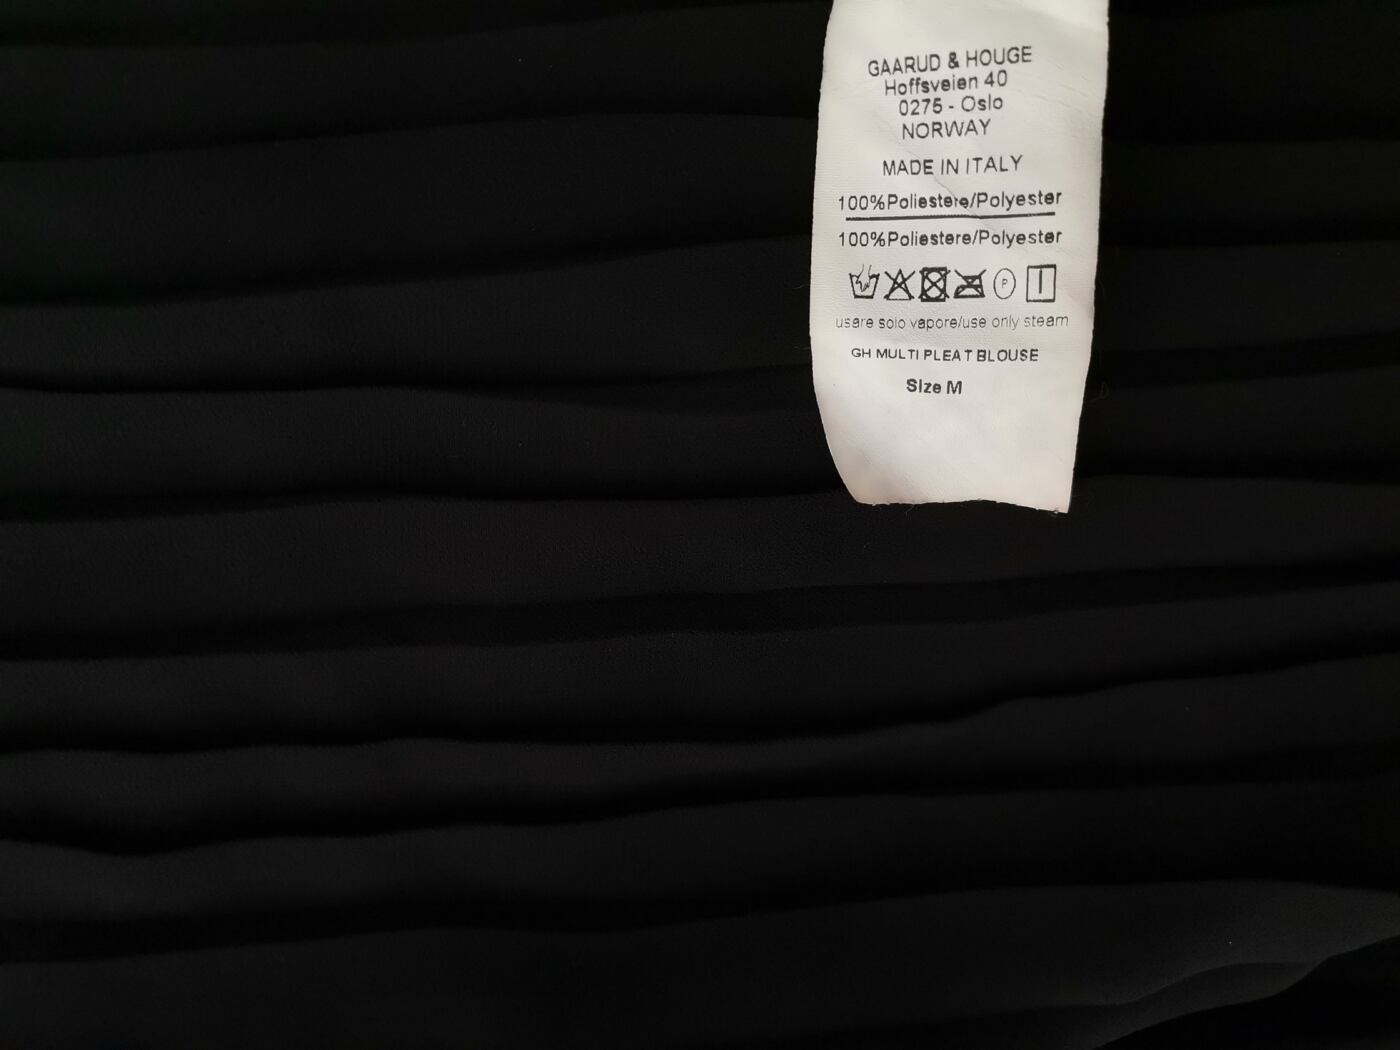 GAARUD & HOUGE
Hoffsveien 40
0275 - Oslo
NORWAY
MADE IN ITALY
100%Poliestere/Polyester
100%Poliestere/Polyester
P
usare solo vapore/use only steam
GH MULTI PLEAT BLOUSE
Size M